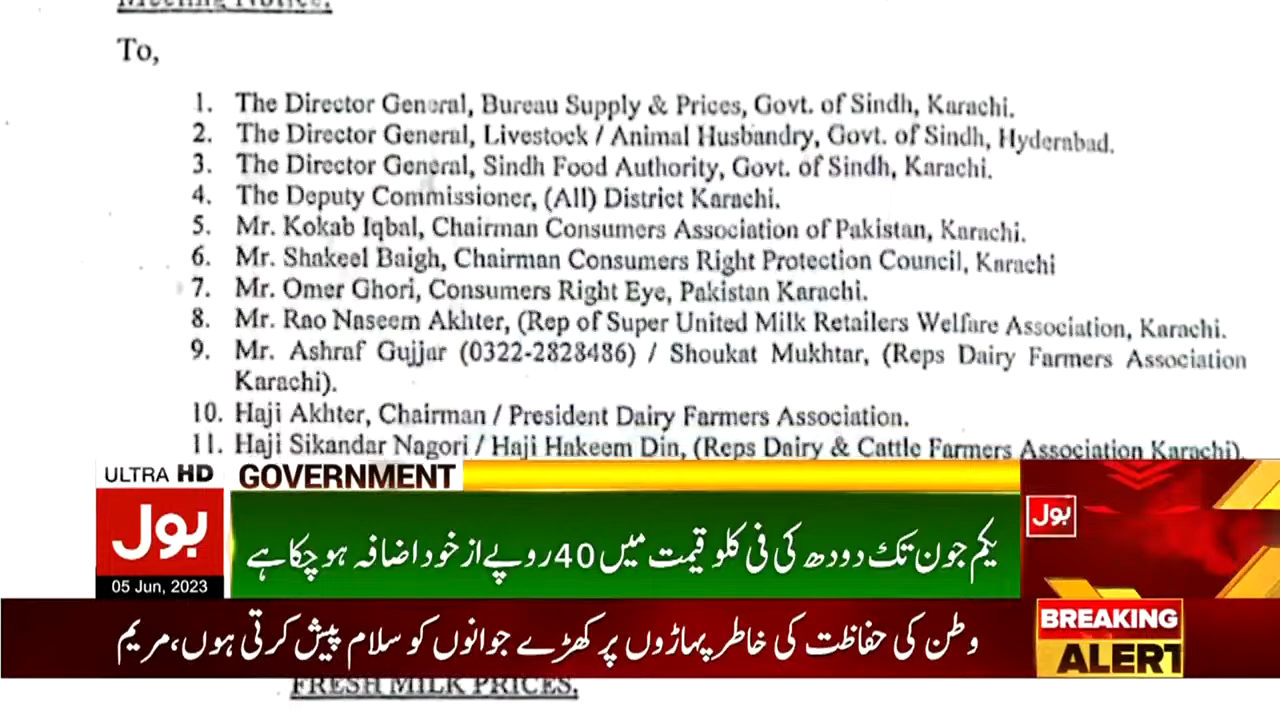 Meeting Notice.
To,
1. The Director General, Bureau Supply & Prices, Govt. of Sindh, Karachi.
2. The Director General, Livestock / Animal Husbandry, Govt. of Sindh, Hyderabad.
3. The Director General, Sindh Food Authority, Govt. of Sindh, Karachi.
4. The Deputy Commissioner, (All) District Karachi.
5. Mr. Kokab Iqbal, Chairman Consumers Association of Pakistan, Karachi.
6. Mr. Shakeel Baigh, Chairman Consumers Right Protection Council, Karachi
7. Mr. Omer Ghori, Consumers Right Eye, Pakistan Karachi.
8. Mr. Rao Naseem Akhter, (Rep of Super United Milk Retailers Welfare Association, Karachi.
9. Mr. Ashraf Gujjar (0322-2828486) / Shoukat Mukhtar, (Reps Dairy Farmers Association
Karachi).
10. Haji Akhter, Chairman / President Dairy Farmers Association.
11. Haji Sikandar Nagori / Haji Hakeem Din, (Reps Dairy & Cattle Farmers Association Karachi)
ULTRA HD
GOVERNMENT
بول
بول
یکم جون تک دودھ کی فی کلو قیمت میں 40 روپے از خود اضافہ ہو چکا ہے
05 Jun, 2023
BREAKING
ALERT
وطن کی حفاظت کی خاطر پہاڑوں پر کھڑے جوانوں کو سلام پیش کرتی ہوں، مریم
FRESH MILK PRICES.